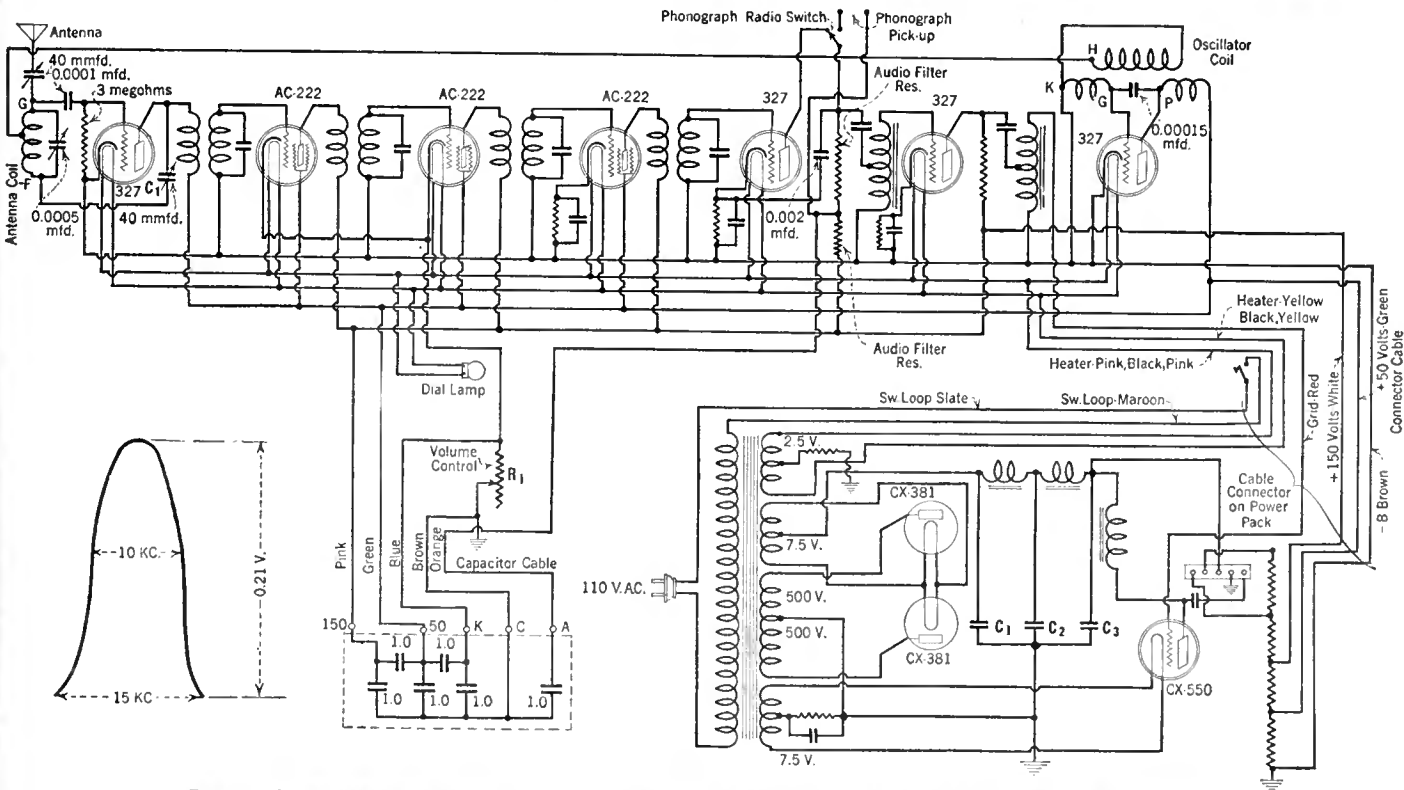 Phonograph Radio Switch
Phonograph
Pick-up
Antenna
H
Oscillator
Coil
40 mmfd.
0.0001 mfd.
3 megohms
Audio Filter
Res.
K
G
P
G
AC-222
AC-222
AC-222
327
327
327
0.00015
mfd.
Antenna Coil
-F
327
C1
0.0005
mfd.
40 mmfd.
0.002
mfd.
Heater-Yellow
Black,Yellow
Audio Filter
Res.
Heater-Pink,Black,Pink
Dial Lamp
Sw.Loop Slate
Sw.Loop-Maroon
Grid-Red
+150 Volts White
+50 Volts-Green
Connector Cable
-B Brown
Volume
Control
R1
2.5 V.
CX-381
Cable
Connector
on Power
Pack
10 KC.
0.21 V.
15 KC
Pink
Green
Blue
Brown
Orange
Capacitor Cable
7.5 V.
110 V.AC.
500 V.
500 V.
CX-381
C1
C2
C3
CX-550
150
50
K
C
A
1.0
1.0
1.0
1.0
1.0
1.0
7.5 V.